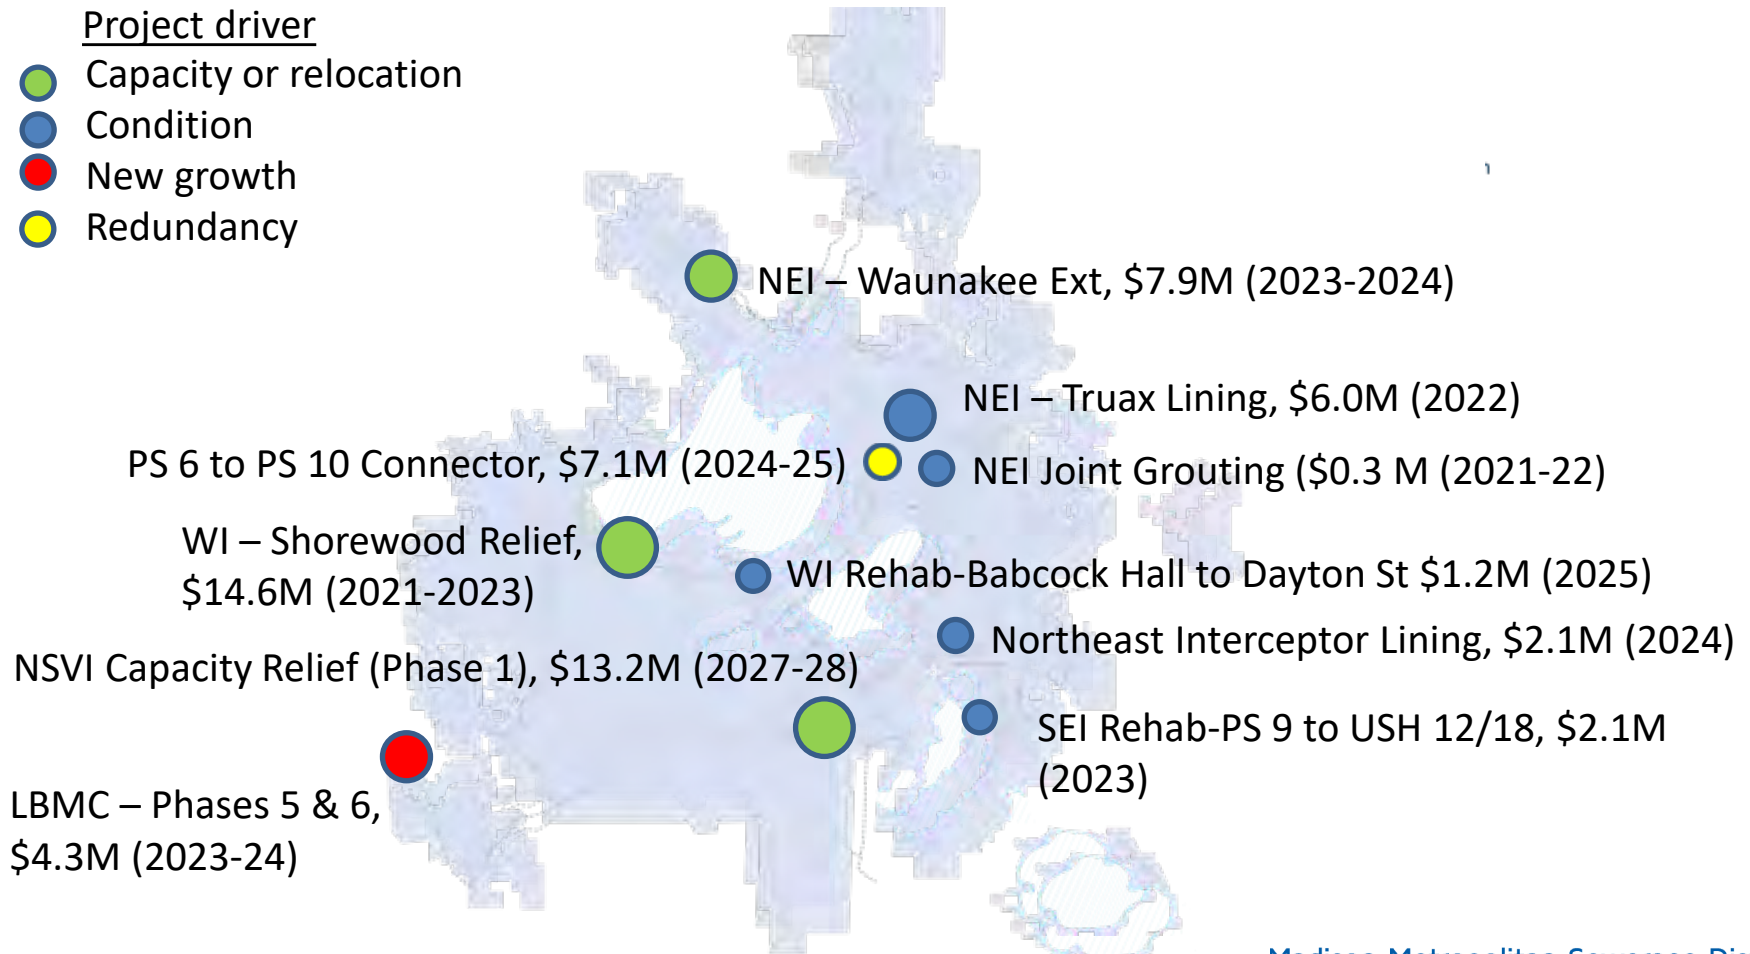 Project driver
Capacity or relocation
Condition
New growth
Redundancy
NEI – Waunakee Ext, $7.9M (2023-2024)
NEI – Truax Lining, $6.0M (2022)
PS 6 to PS 10 Connector, $7.1M (2024-25)
NEI Joint Grouting ($0.3 M (2021-22)
WI – Shorewood Relief,
$14.6M (2021-2023)
WI Rehab-Babcock Hall to Dayton St $1.2M (2025)
Northeast Interceptor Lining, $2.1M (2024)
NSVI Capacity Relief (Phase 1), $13.2M (2027-28)
SEI Rehab-PS 9 to USH 12/18, $2.1M
(2023)
LBMC – Phases 5 & 6,
$4.3M (2023-24)
Madison Metropolitan Sewerage Dis